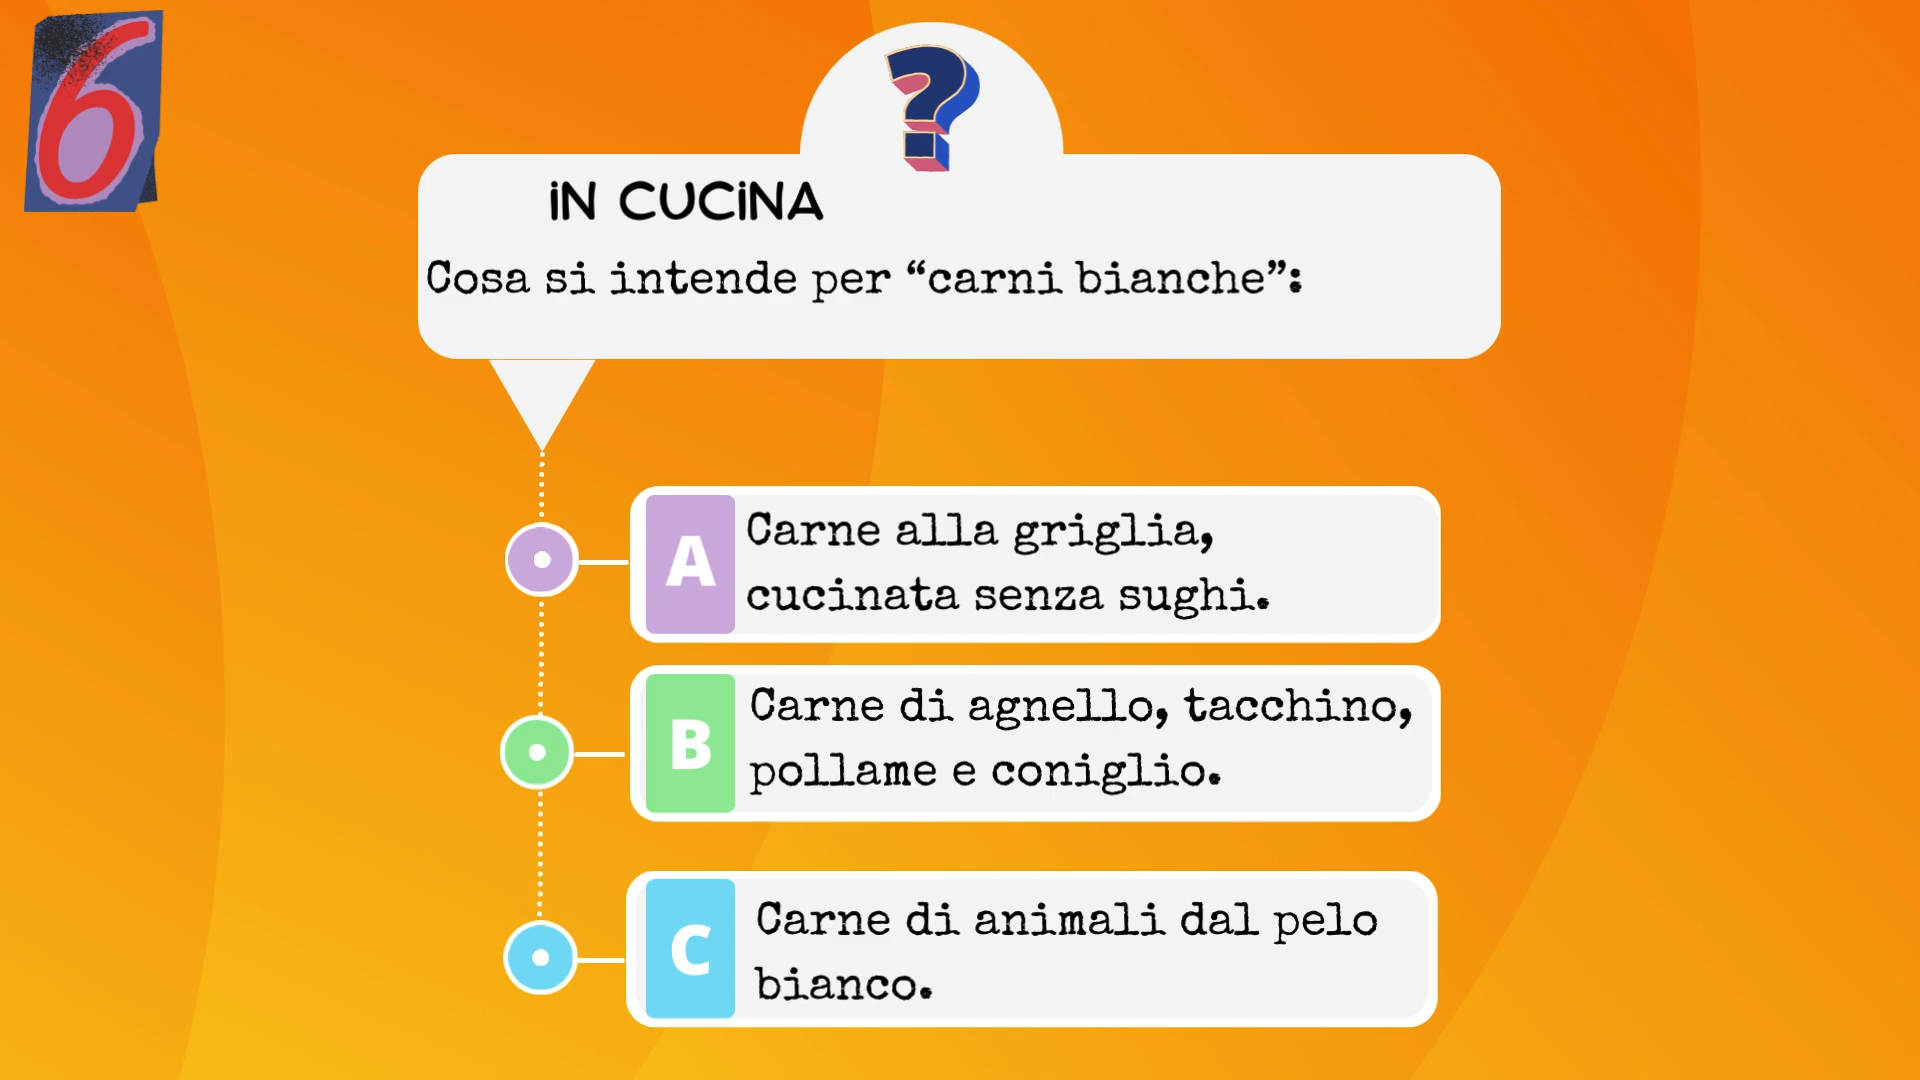 6
?
iN CUCiNA
Cosa si intende per “carni bianche”:
A
Carne alla griglia,
cucinata senza sughi.
B
Carne di agnello, tacchino,
pollame e coniglio.
C
Carne di animali dal pelo
bianco.